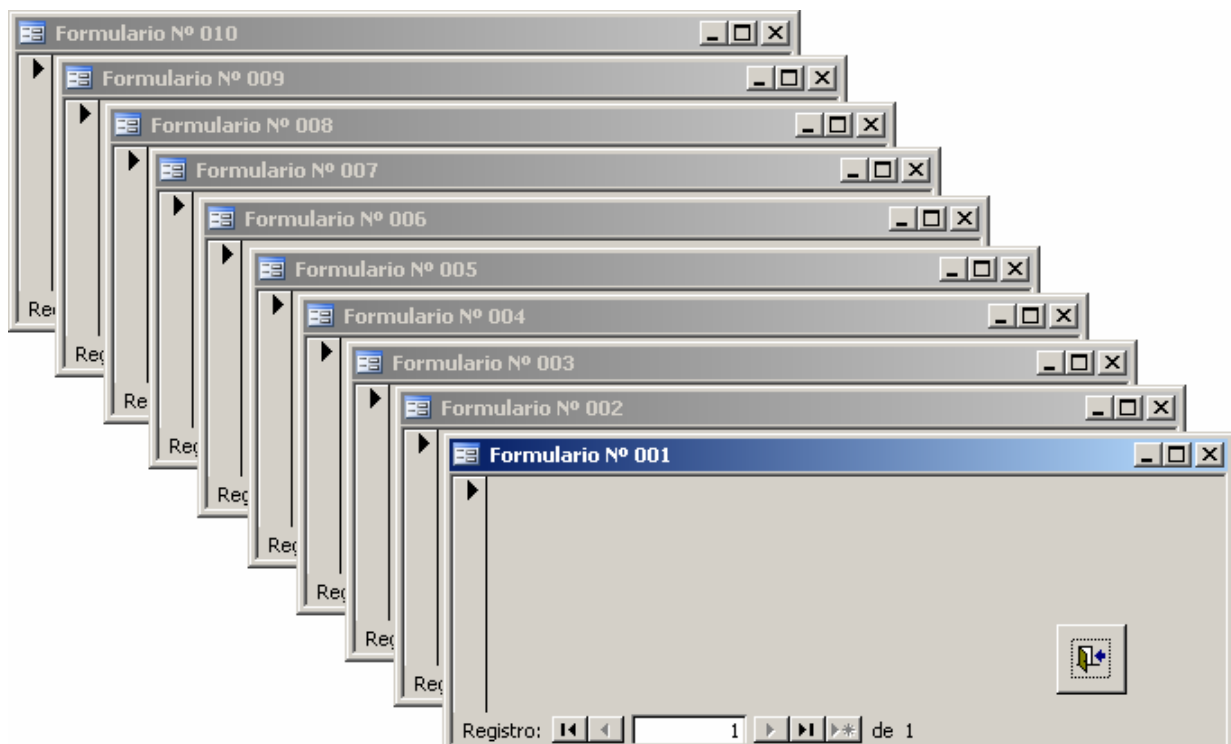 Formulario Nº 010
Formulario Nº 009
Formulario Nº 008
Formulario Nº 007
Formulario Nº 006
Formulario Nº 005
Formulario Nº 004
Formulario Nº 003
Formulario Nº 002
Formulario Nº 001
Registro: 1 de 1